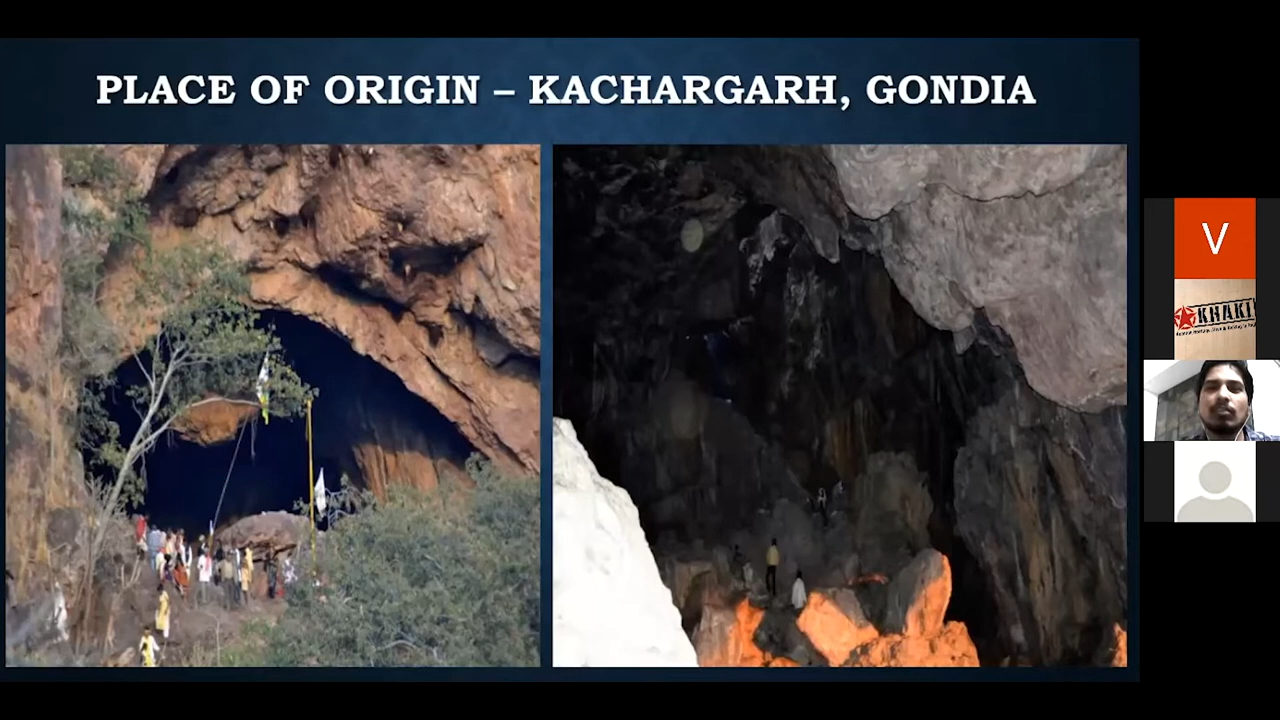 PLACE OF ORIGIN – KACHARGARH, GONDIA
V
KHAKI